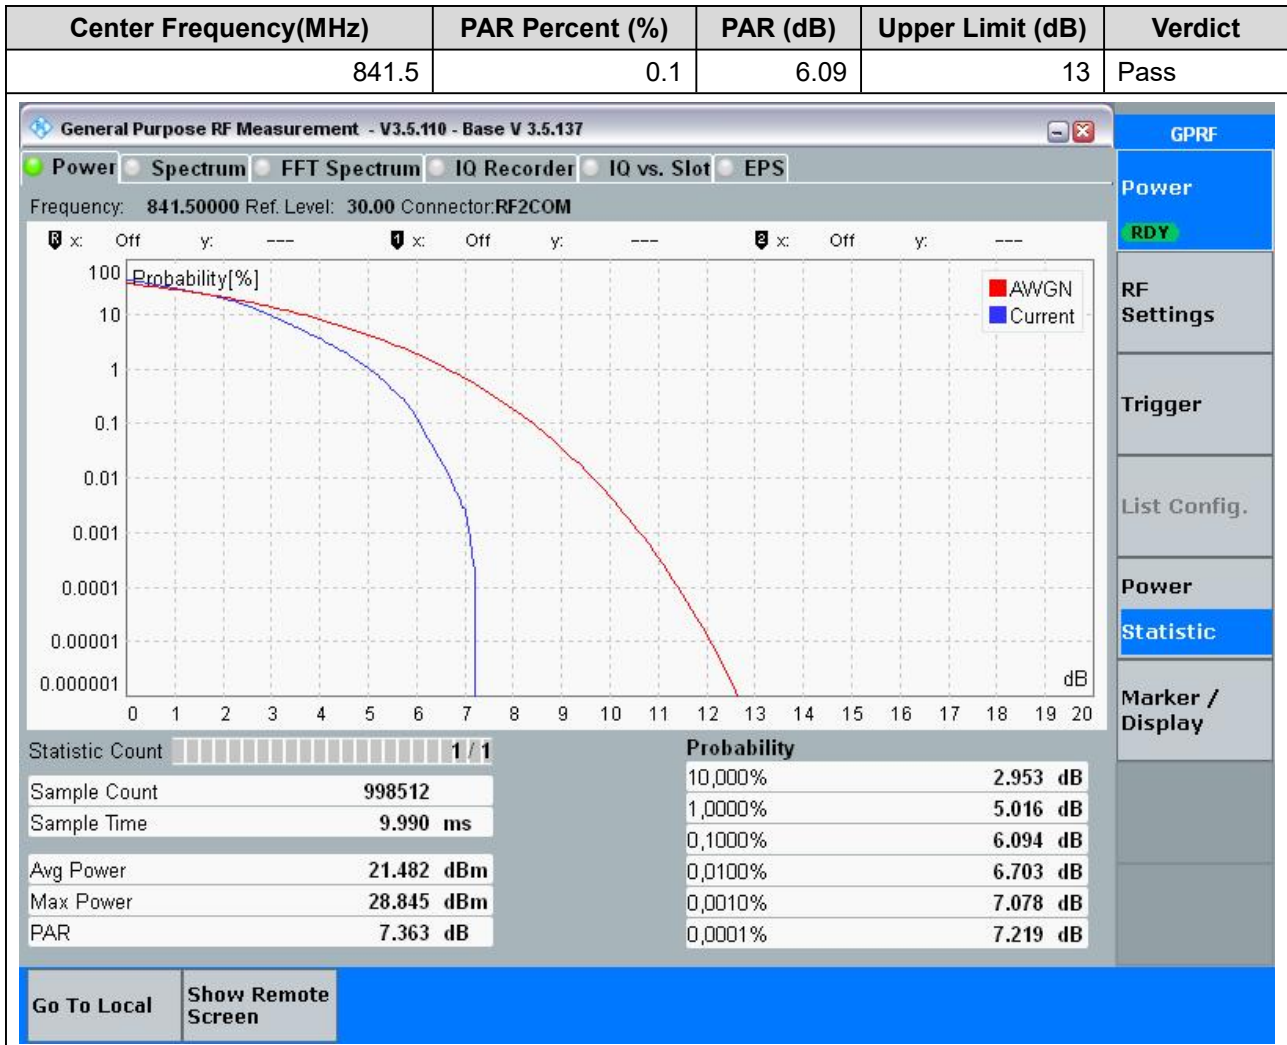 Center Frequency(MHz) PAR Percent (%) PAR (dB) Upper Limit (dB) Verdict
841.5 0.1 6.09 13 Pass
General Purpose RF Measurement - V3.5.110 - Base V 3.5.137
GPRF
Power Spectrum FFT Spectrum IQ Recorder IQ vs. Slot EPS
Frequency: 841.50000 Ref. Level: 30.00 Connector:RF2COM
R x: Off y: --- 1 x: Off y: --- 2 x: Off y: ---
Probability[%]
AWGN
Current
100
10
1
0.1
0.01
0.001
0.0001
0.00001
0.000001
dB
0 1 2 3 4 5 6 7 8 9 10 11 12 13 14 15 16 17 18 19 20
Statistic Count 1 / 1
Sample Count 998512
Sample Time 9.990 ms
Avg Power 21.482 dBm
Max Power 28.845 dBm
PAR 7.363 dB
Probability
10,000% 2.953 dB
1,0000% 5.016 dB
0,1000% 6.094 dB
0,0100% 6.703 dB
0,0010% 7.078 dB
0,0001% 7.219 dB
Power
RDY
RF
Settings
Trigger
List Config.
Power
Statistic
Marker /
Display
Go To Local
Show Remote
Screen